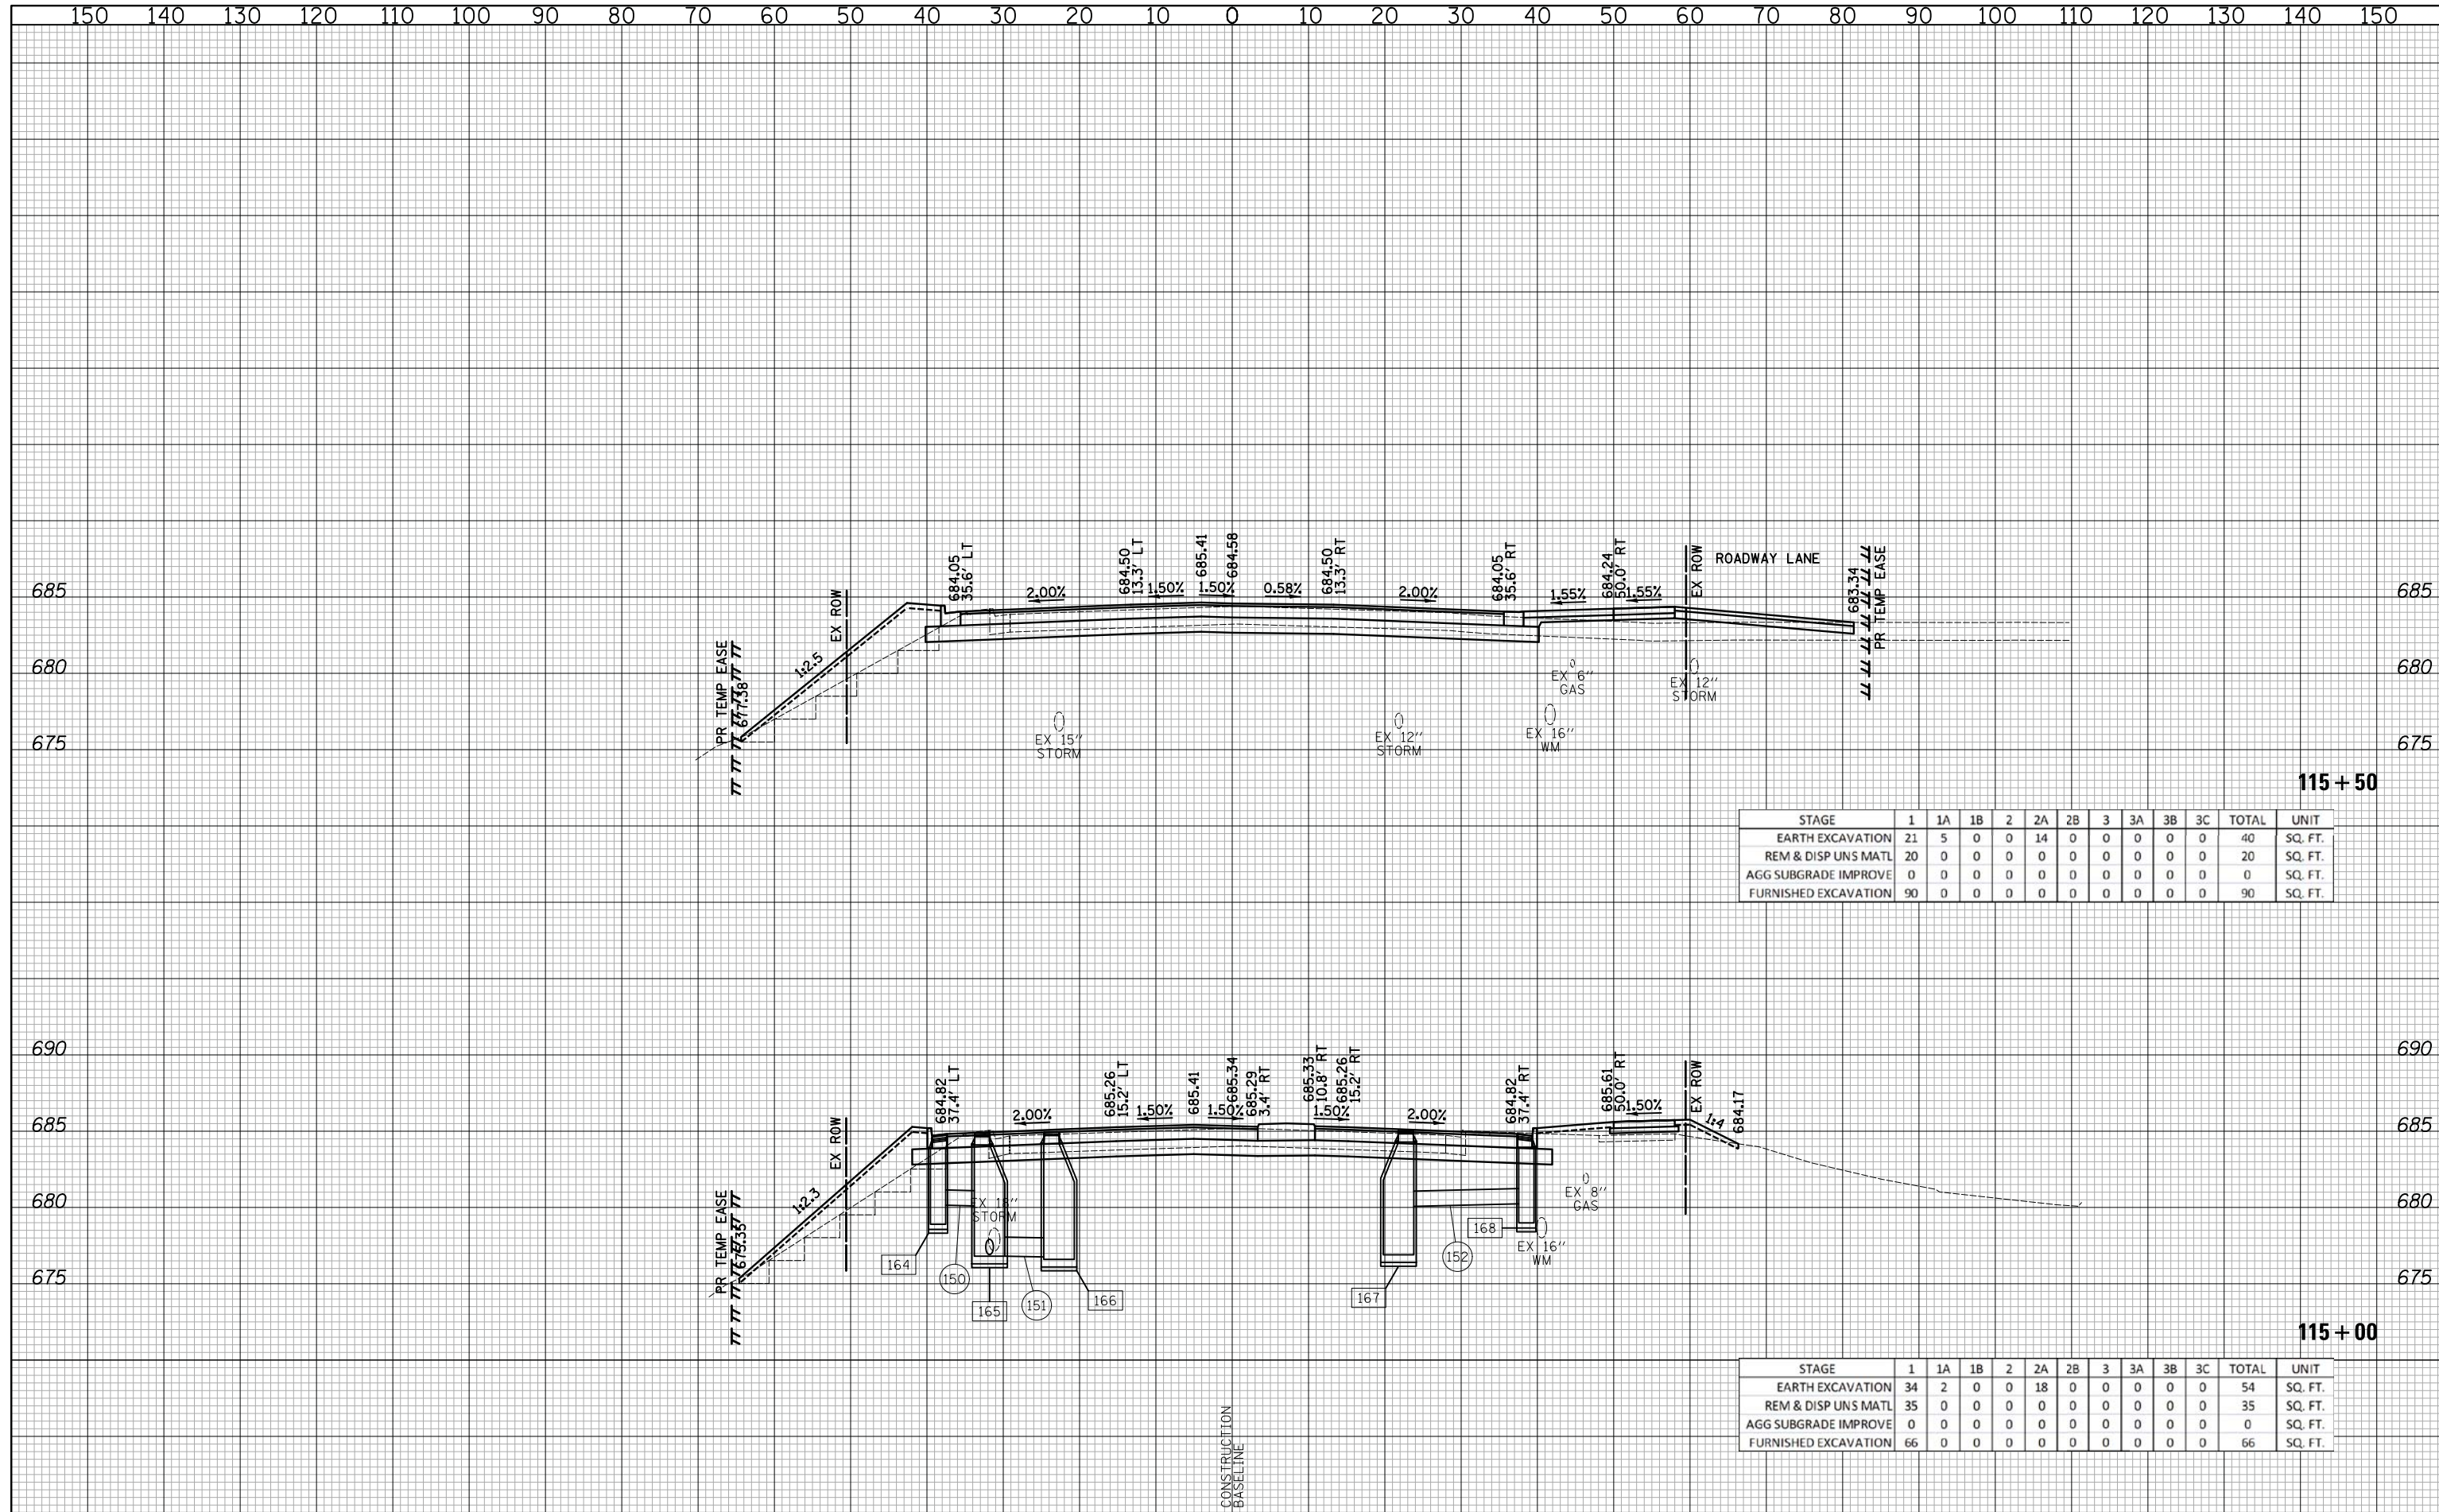 150 140 130 120 110 100 90 80 70 60 50 40 30 20 10 0 10 20 30 40 50 60 70 80 90 100 110 120 130 140 150
684.05
35.6' LT
2.00%
684.50
13.3' LT
1.50%
685.41
1.50%
684.58
0.58%
684.50
13.3' RT
2.00%
684.05
35.6' RT
1.55%
684.24
50.0' RT
1.55%
EX ROW
ROADWAY LANE
683.34
PR TEMP EASE
685
685
EX ROW
1:2.5
PR TEMP EASE
677.38
680
680
EX 6"
GAS
EX 12"
STORM
EX 15"
STORM
EX 12"
STORM
EX 16"
WM
675
675
115 + 50
STAGE 1 1A 1B 2 2A 2B 3 3A 3B 3C TOTAL UNIT
EARTH EXCAVATION 21 5 0 0 14 0 0 0 0 0 40 SQ. FT.
REM & DISP UNS MATL 20 0 0 0 0 0 0 0 0 0 20 SQ. FT.
AGG SUBGRADE IMPROVE 0 0 0 0 0 0 0 0 0 0 0 SQ. FT.
FURNISHED EXCAVATION 90 0 0 0 0 0 0 0 0 0 90 SQ. FT.
690
690
684.82
37.4' LT
2.00%
685.26
15.2' LT
1.50%
685.41
1.50%
685.34
685.29
3.4' RT
685.33
10.8' RT
1.50%
685.26
15.2' RT
2.00%
684.82
37.4' RT
685.61
50.0' RT
1.50%
EX ROW
1:4
684.17
685
685
EX ROW
1:2.3
PR TEMP EASE
675.35
680
680
STORM
EX 8"
GAS
EX 16"
WM
164
150
165
151
166
167
152
168
675
675
115 + 00
STAGE 1 1A 1B 2 2A 2B 3 3A 3B 3C TOTAL UNIT
EARTH EXCAVATION 34 2 0 0 18 0 0 0 0 0 54 SQ. FT.
REM & DISP UNS MATL 35 0 0 0 0 0 0 0 0 0 35 SQ. FT.
AGG SUBGRADE IMPROVE 0 0 0 0 0 0 0 0 0 0 0 SQ. FT.
FURNISHED EXCAVATION 66 0 0 0 0 0 0 0 0 0 66 SQ. FT.
CONSTRUCTION
BASELINE